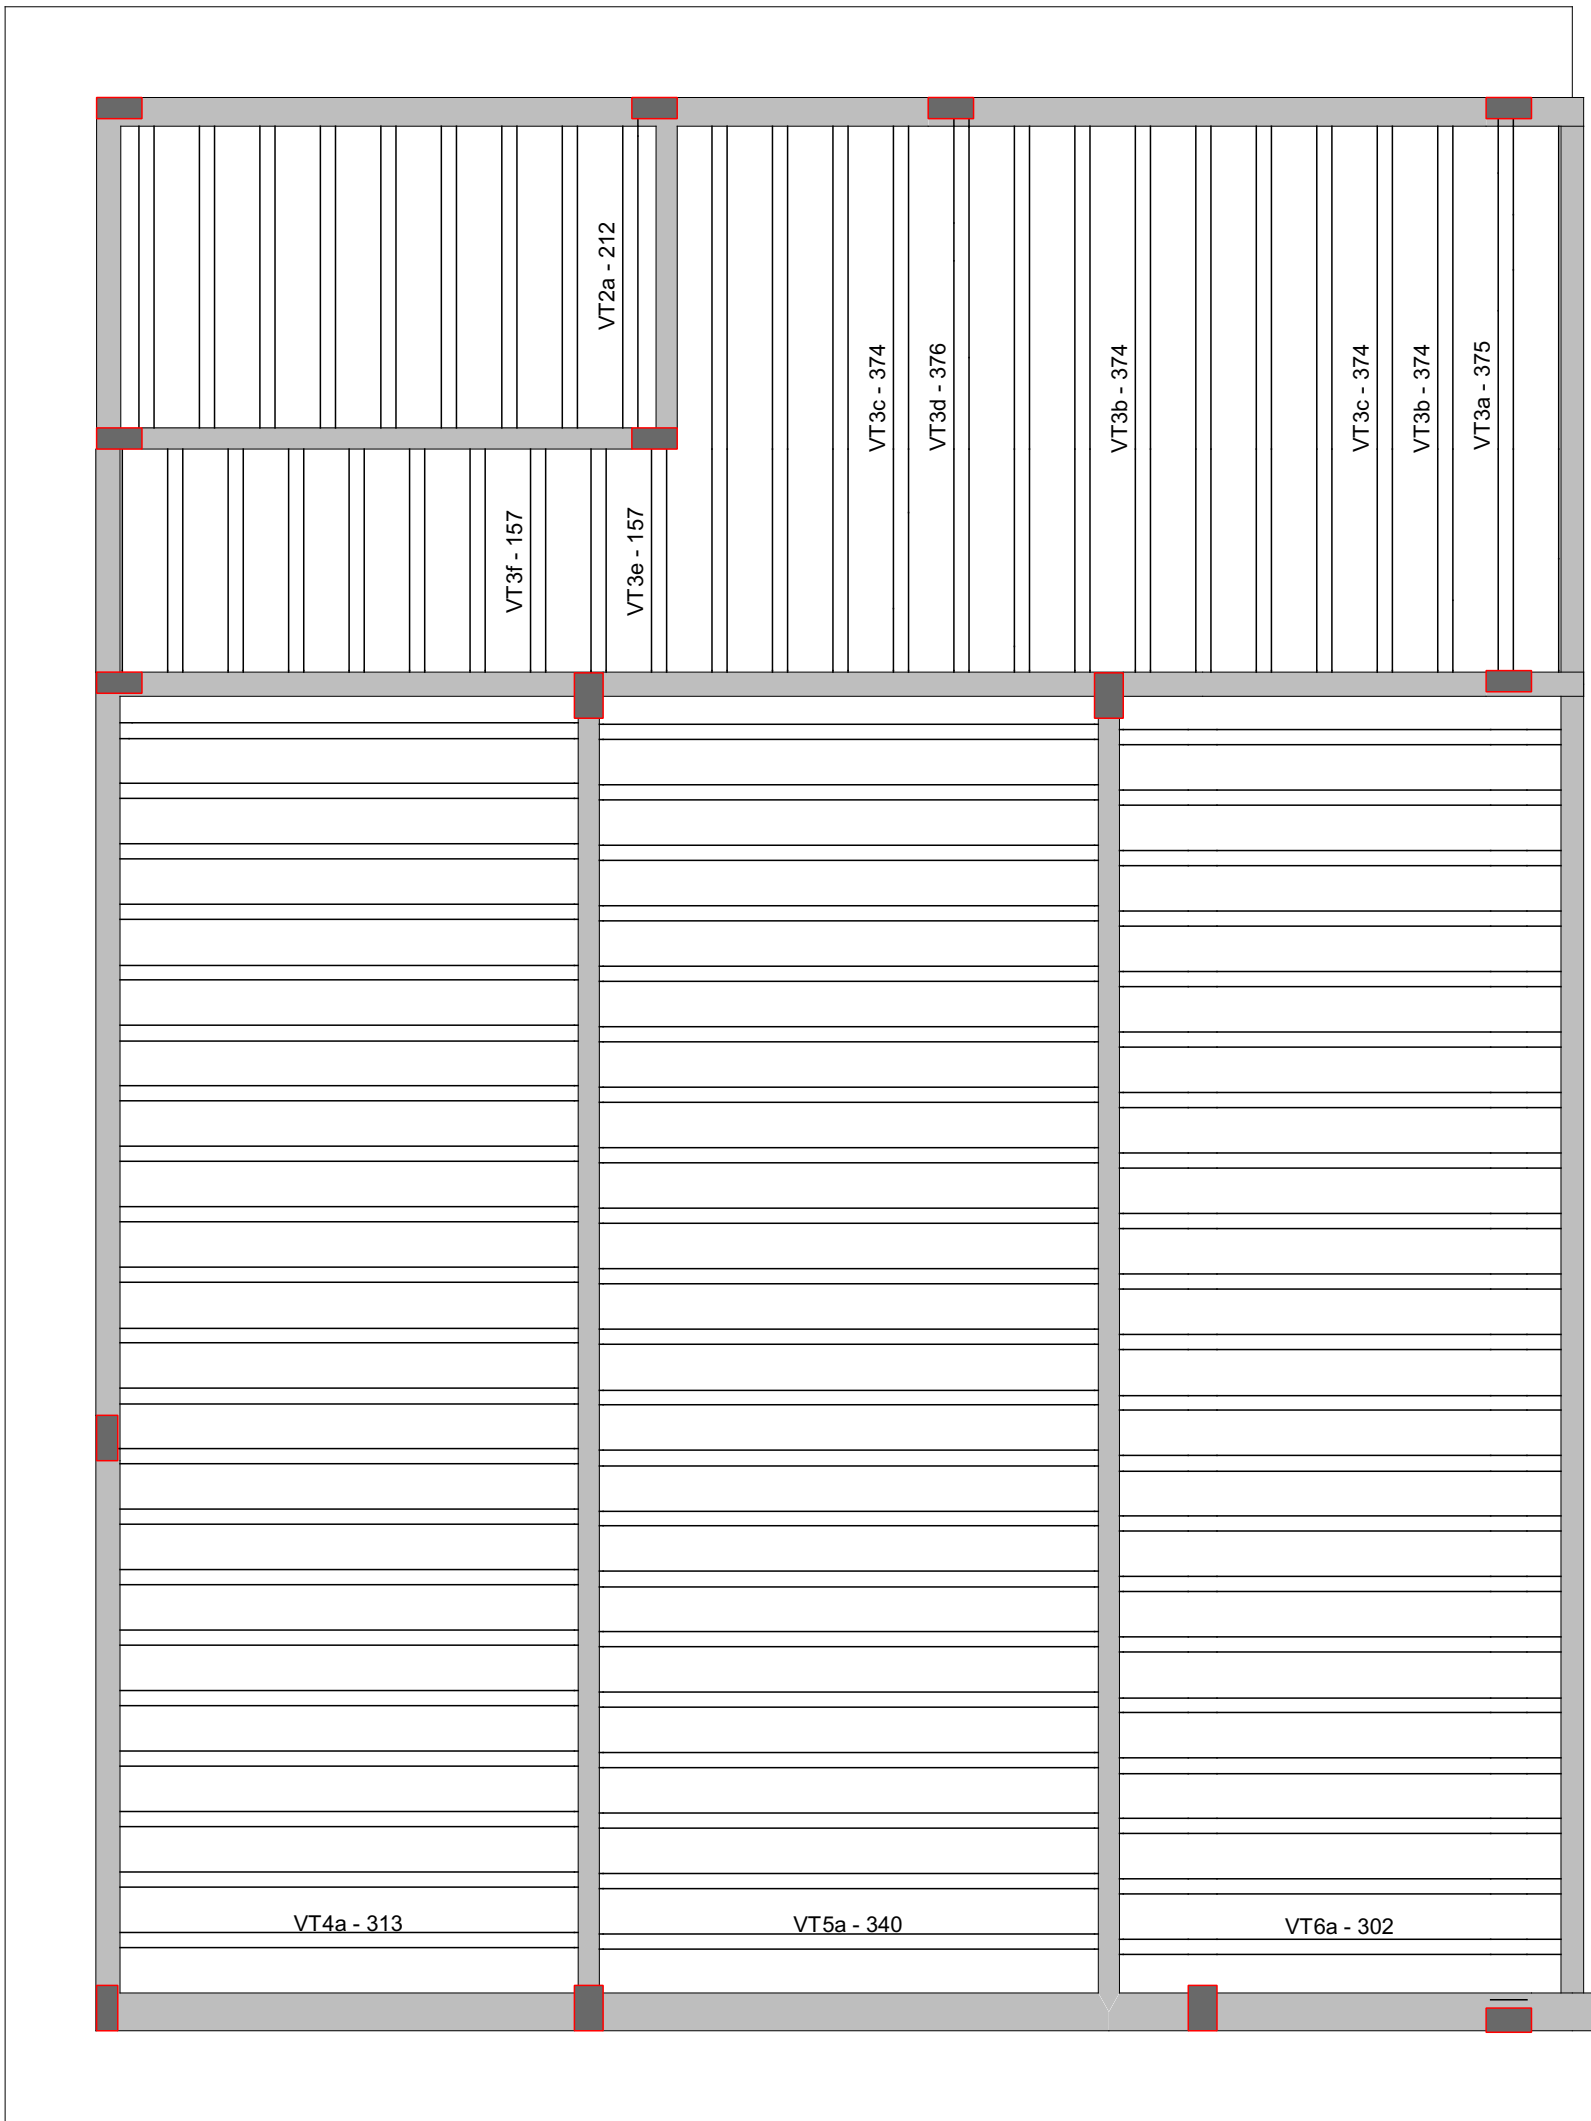 VT2a - 212
VT3c - 374
VT3d - 376
VT3b - 374
VT3c - 374
VT3b - 374
VT3a - 375
VT3f - 157
VT3e - 157
VT4a - 313
VT5a - 340
VT6a - 302